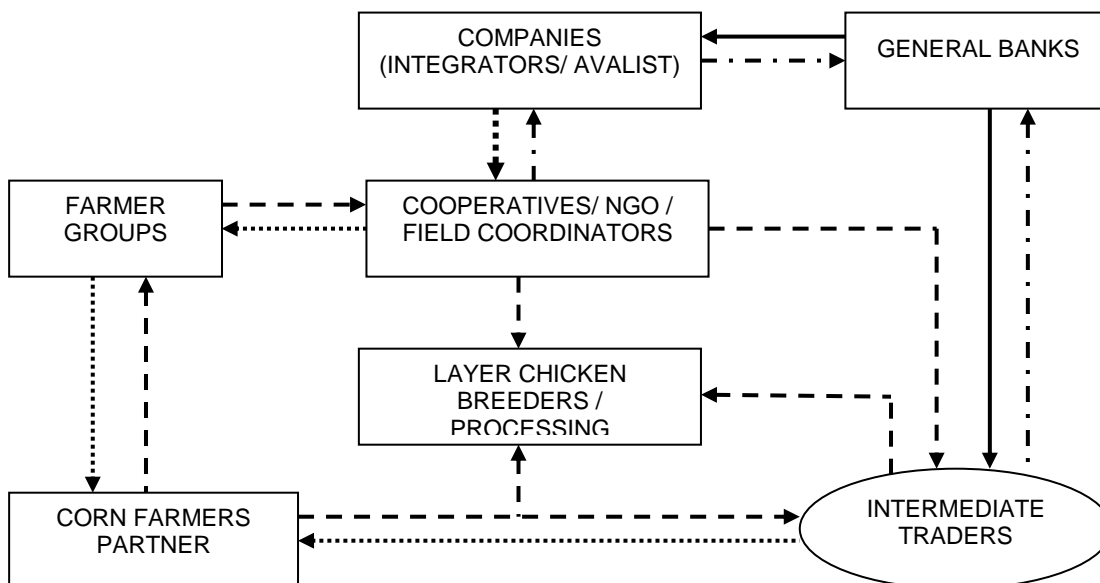 COMPANIES
(INTEGRATORS/ AVALIST)
GENERAL BANKS
FARMER
GROUPS
COOPERATIVES/ NGO /
FIELD COORDINATORS
LAYER CHICKEN
BREEDERS /
PROCESSING
CORN FARMERS
PARTNER
INTERMEDIATE
TRADERS